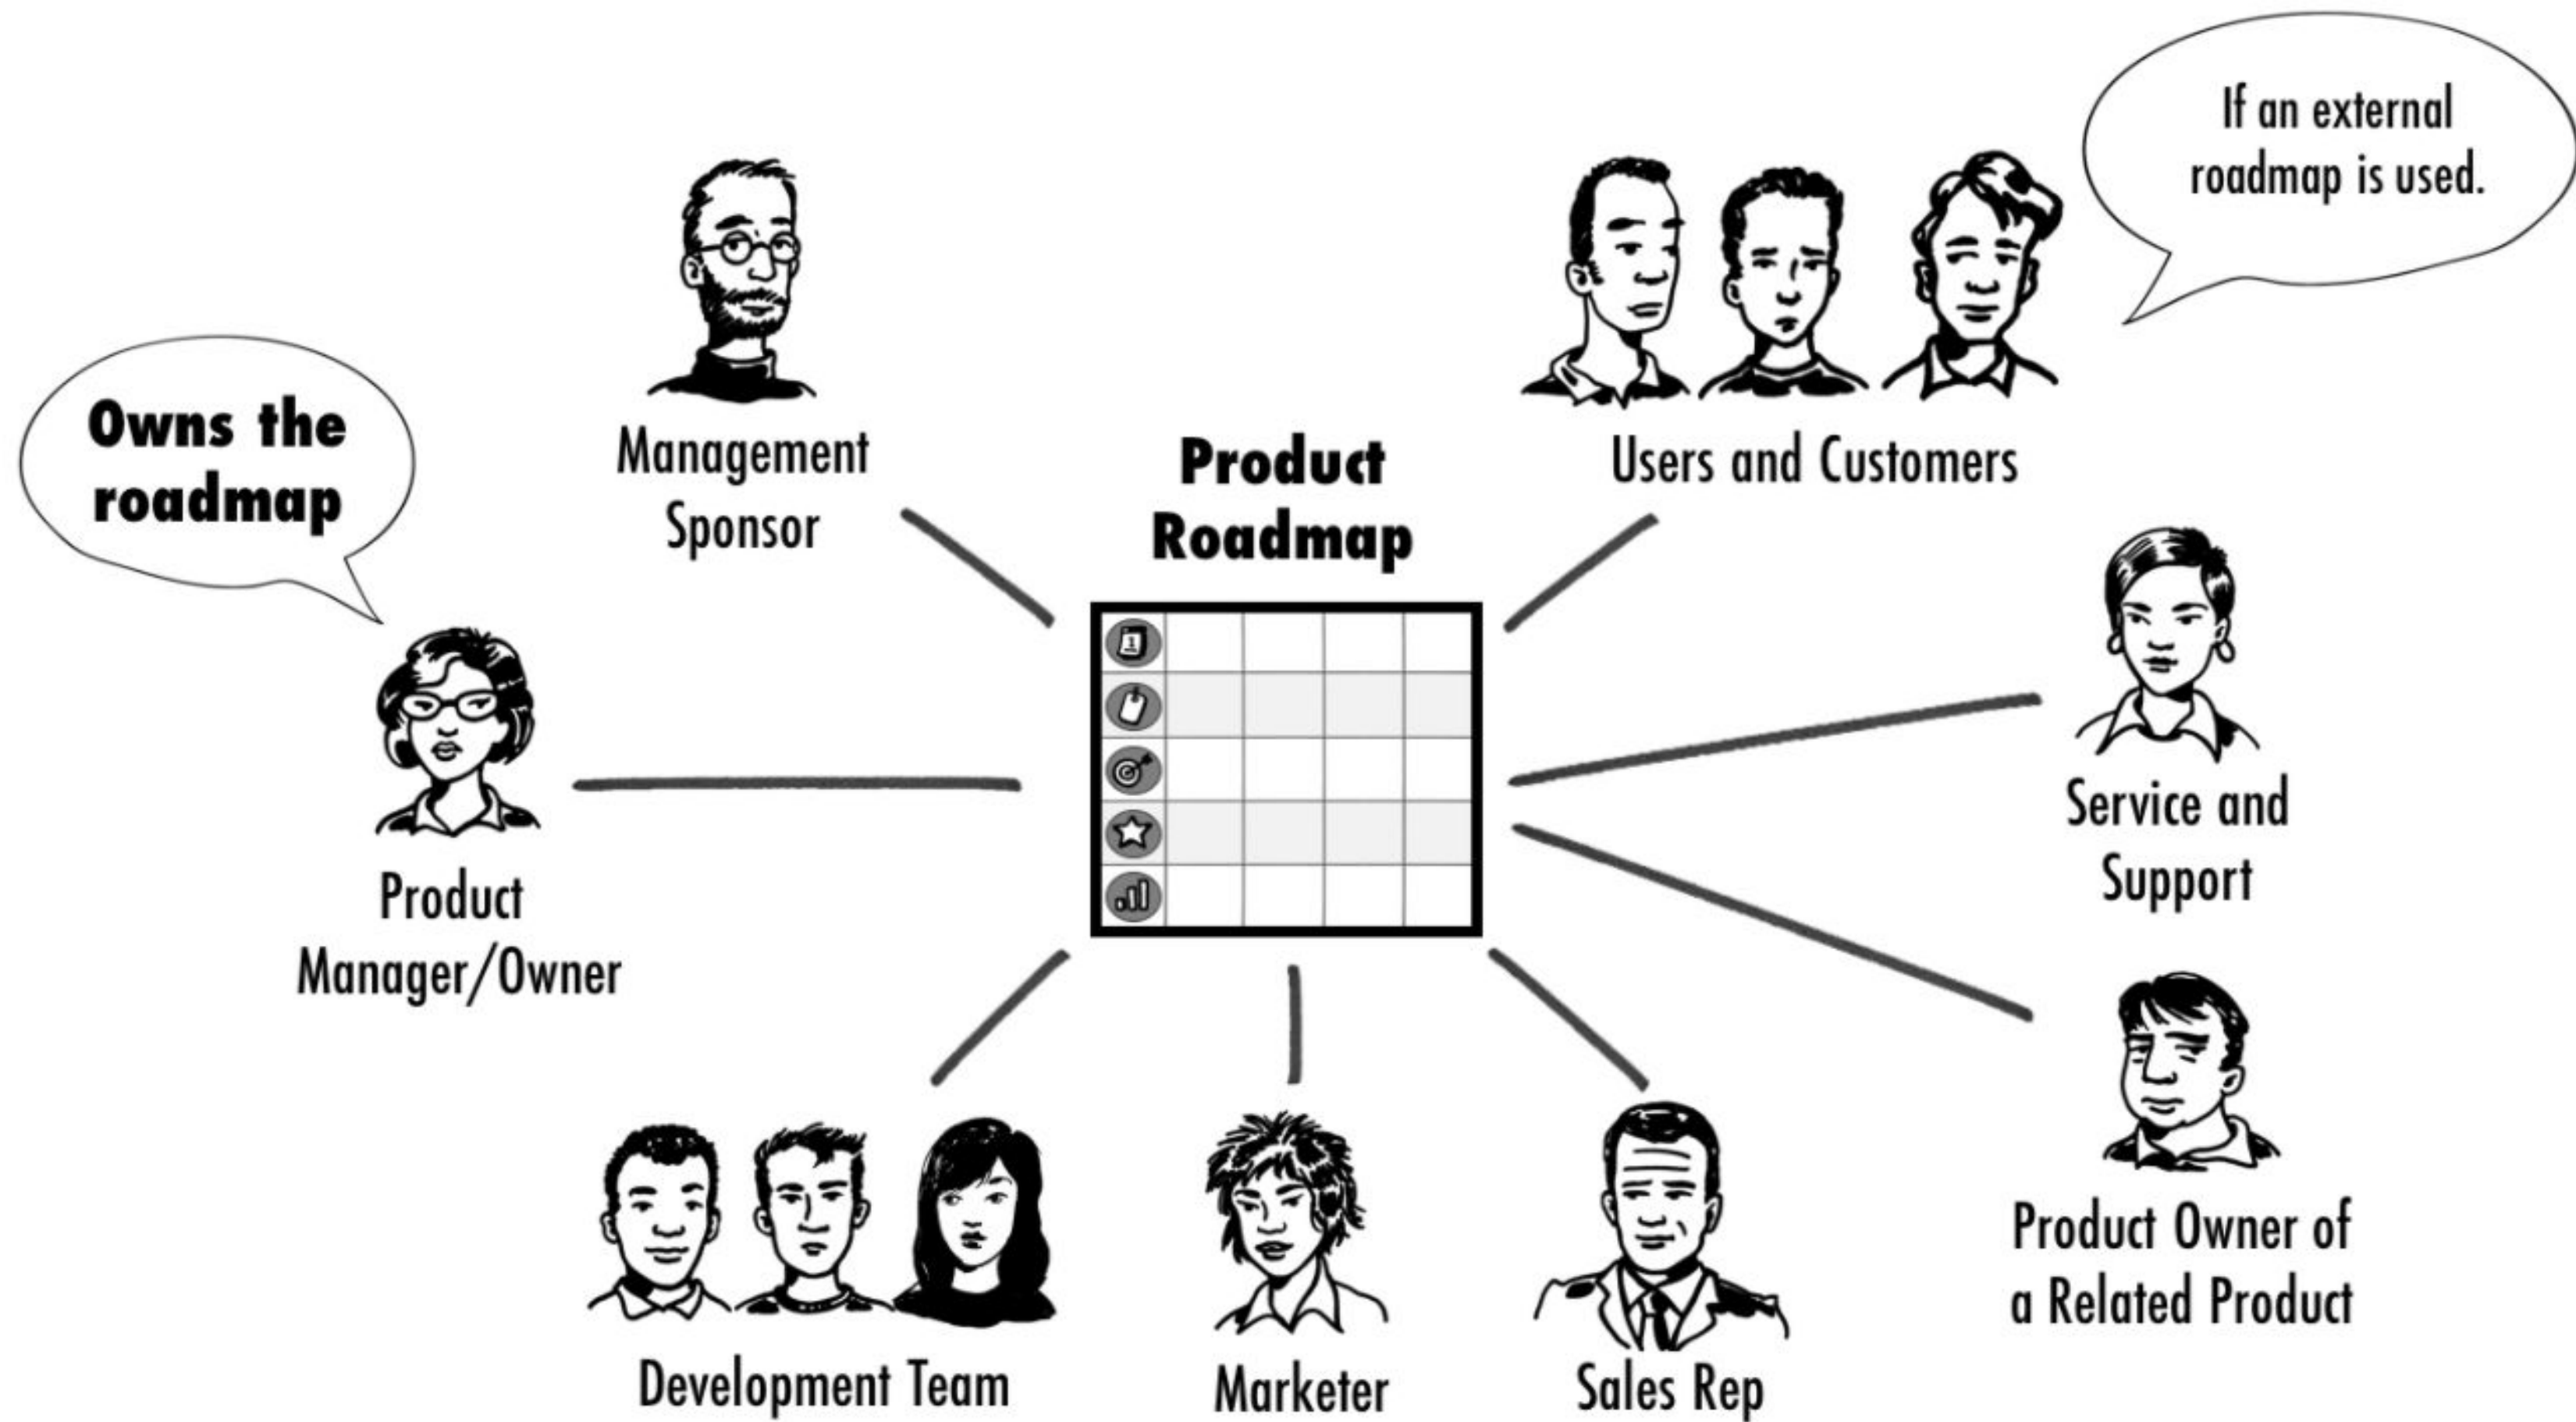 If an external
roadmap is used.
Owns the
roadmap
Management
Sponsor
Product
Roadmap
Users and Customers
1
Service and
Support
Product
Manager/Owner
Product Owner of
a Related Product
Development Team
Marketer
Sales Rep